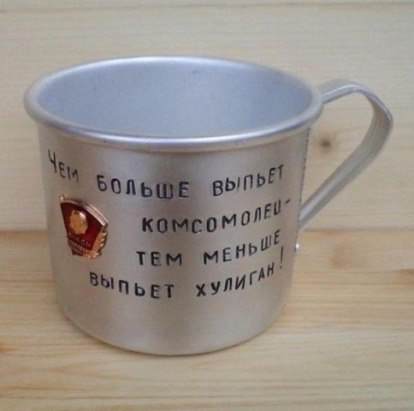 Чем больше выпьет
комсомолец-
тем меньше
выпьет хулиган!